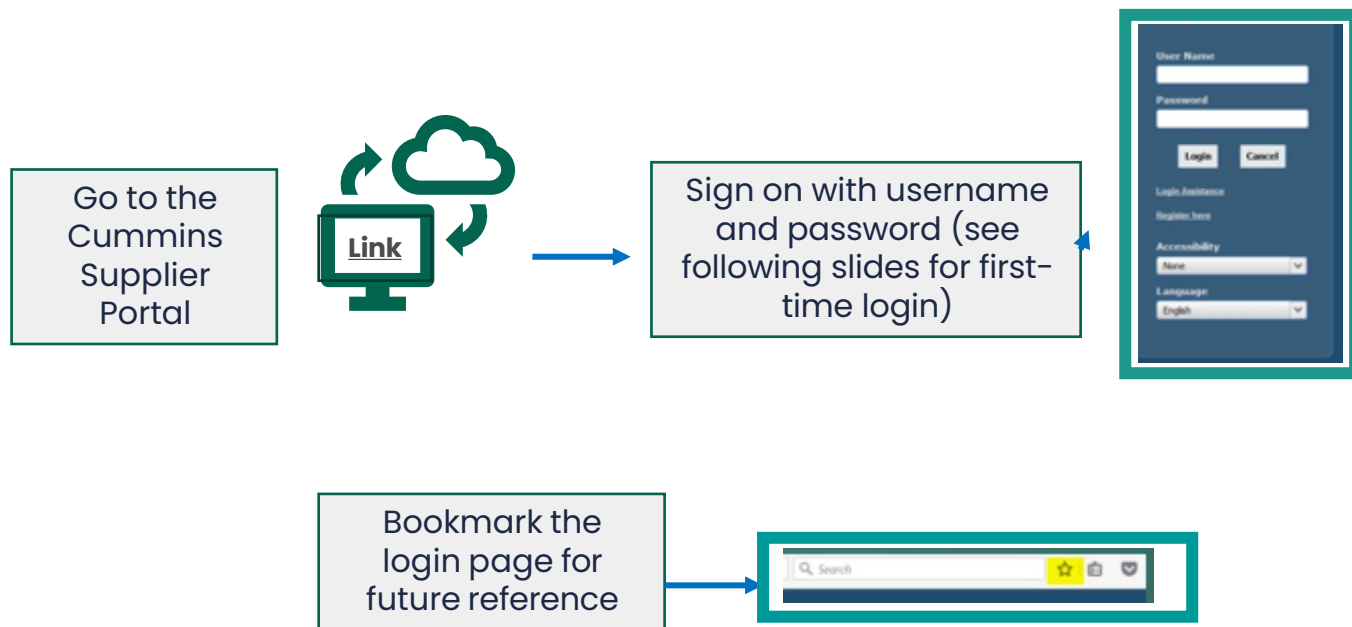 Go to the
Cummins
Supplier
Portal
Link
Sign on with username
and password (see
following slides for first-
time login)
User Name
Password
Login Cancel
Login Assistance
Register here
Accessibility
None
Language
English
Bookmark the
login page for
future reference
Search